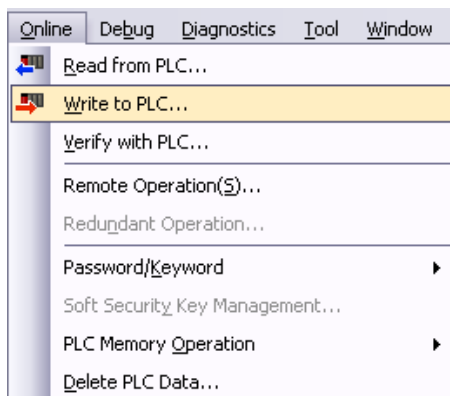 Online Debug Diagnostics Tool Window
Read from PLC...
Write to PLC...
Verify with PLC...
Remote Operation(S)...
Redundant Operation...
Password/Keyword
Soft Security Key Management...
PLC Memory Operation
Delete PLC Data...